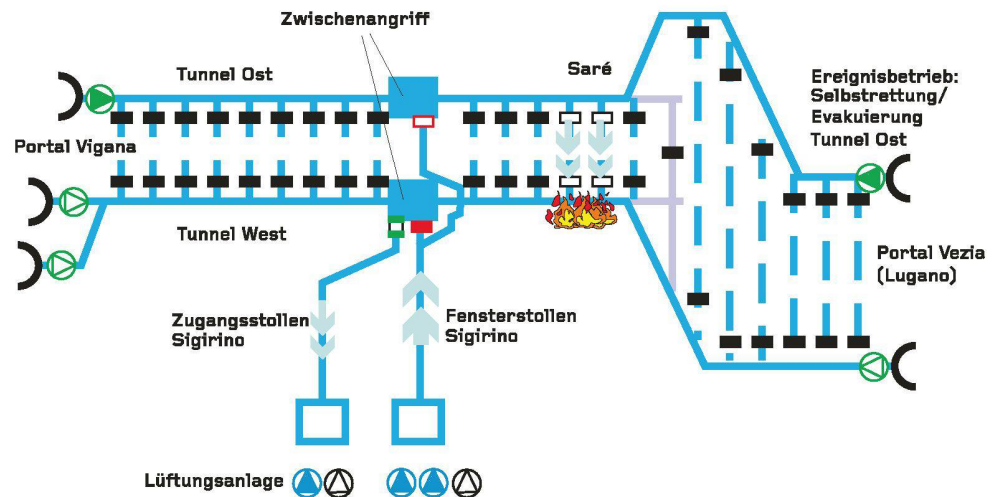 Zwischenangriff
Tunnel Ost
Saré
Ereignisbetrieb:
Selbstrettung/
Evakuierung
Tunnel Ost
Portal Vigana
Tunnel West
Portal Vezia
(Lugano)
Zugangsstollen
Sigirino
Fensterstollen
Sigirino
Lüftungsanlage